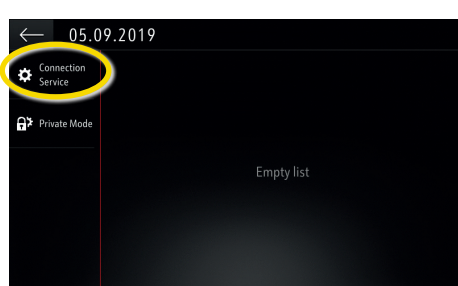 05.09.2019
Connection
Service
Private Mode
Empty list